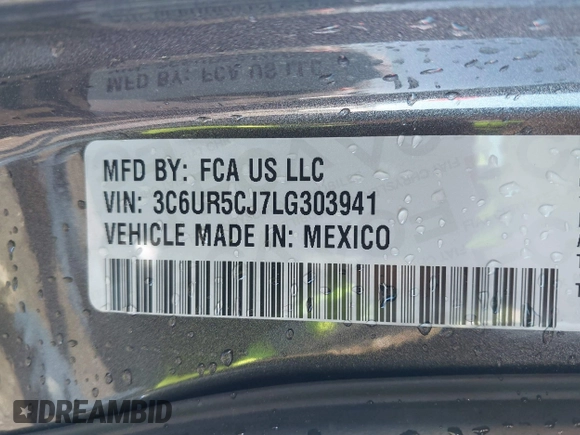 MFD BY: FCA US LLC
MFD BY: FCA US LLC
VIN: 3C6UR5CJ7LG303941
VEHICLE MADE IN: MEXICO
DREAMBID